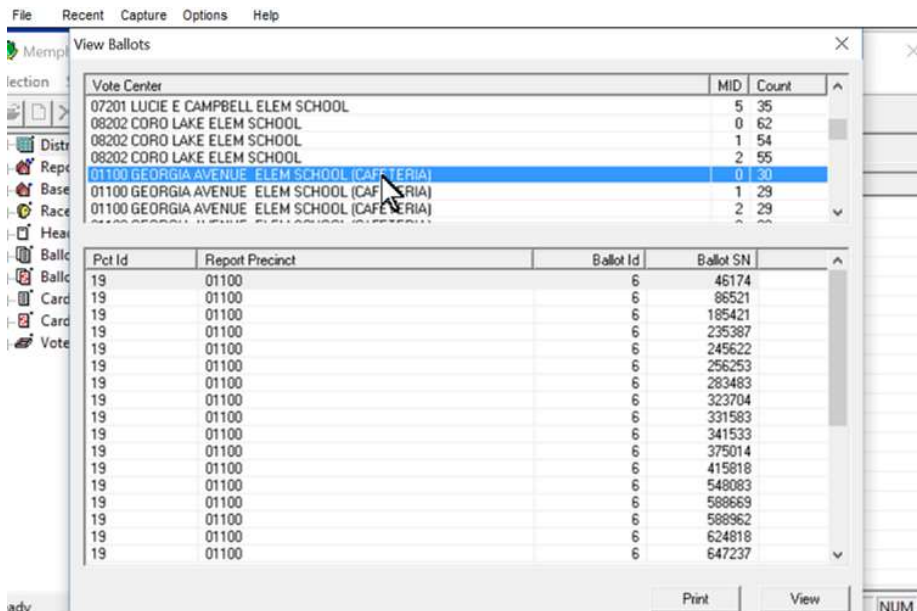 File Recent Capture Options Help
Memph View Ballots
lection
Vote Center MID Count
07201 LUCIE E CAMPBELL ELEM SCHOOL 5 35
08202 CORO LAKE ELEM SCHOOL 0 62
08202 CORO LAKE ELEM SCHOOL 1 54
08202 CORO LAKE ELEM SCHOOL 2 55
01100 GEORGIA AVENUE ELEM SCHOOL (CAFETERIA) 0 30
01100 GEORGIA AVENUE ELEM SCHOOL (CAFETERIA) 1 29
01100 GEORGIA AVENUE ELEM SCHOOL (CAFETERIA) 2 29
Distr
Repo
Base
Race
Head
Ballo
Ballo
Card
Card
Vote
Pct Id Report Precinct Ballot Id Ballot SN
19 01100 6 46174
19 01100 6 86521
19 01100 6 185421
19 01100 6 235387
19 01100 6 245622
19 01100 6 256253
19 01100 6 283483
19 01100 6 323704
19 01100 6 331583
19 01100 6 341533
19 01100 6 375014
19 01100 6 415818
19 01100 6 548083
19 01100 6 588669
19 01100 6 588962
19 01100 6 624818
19 01100 6 647237
Print View
eady NUM